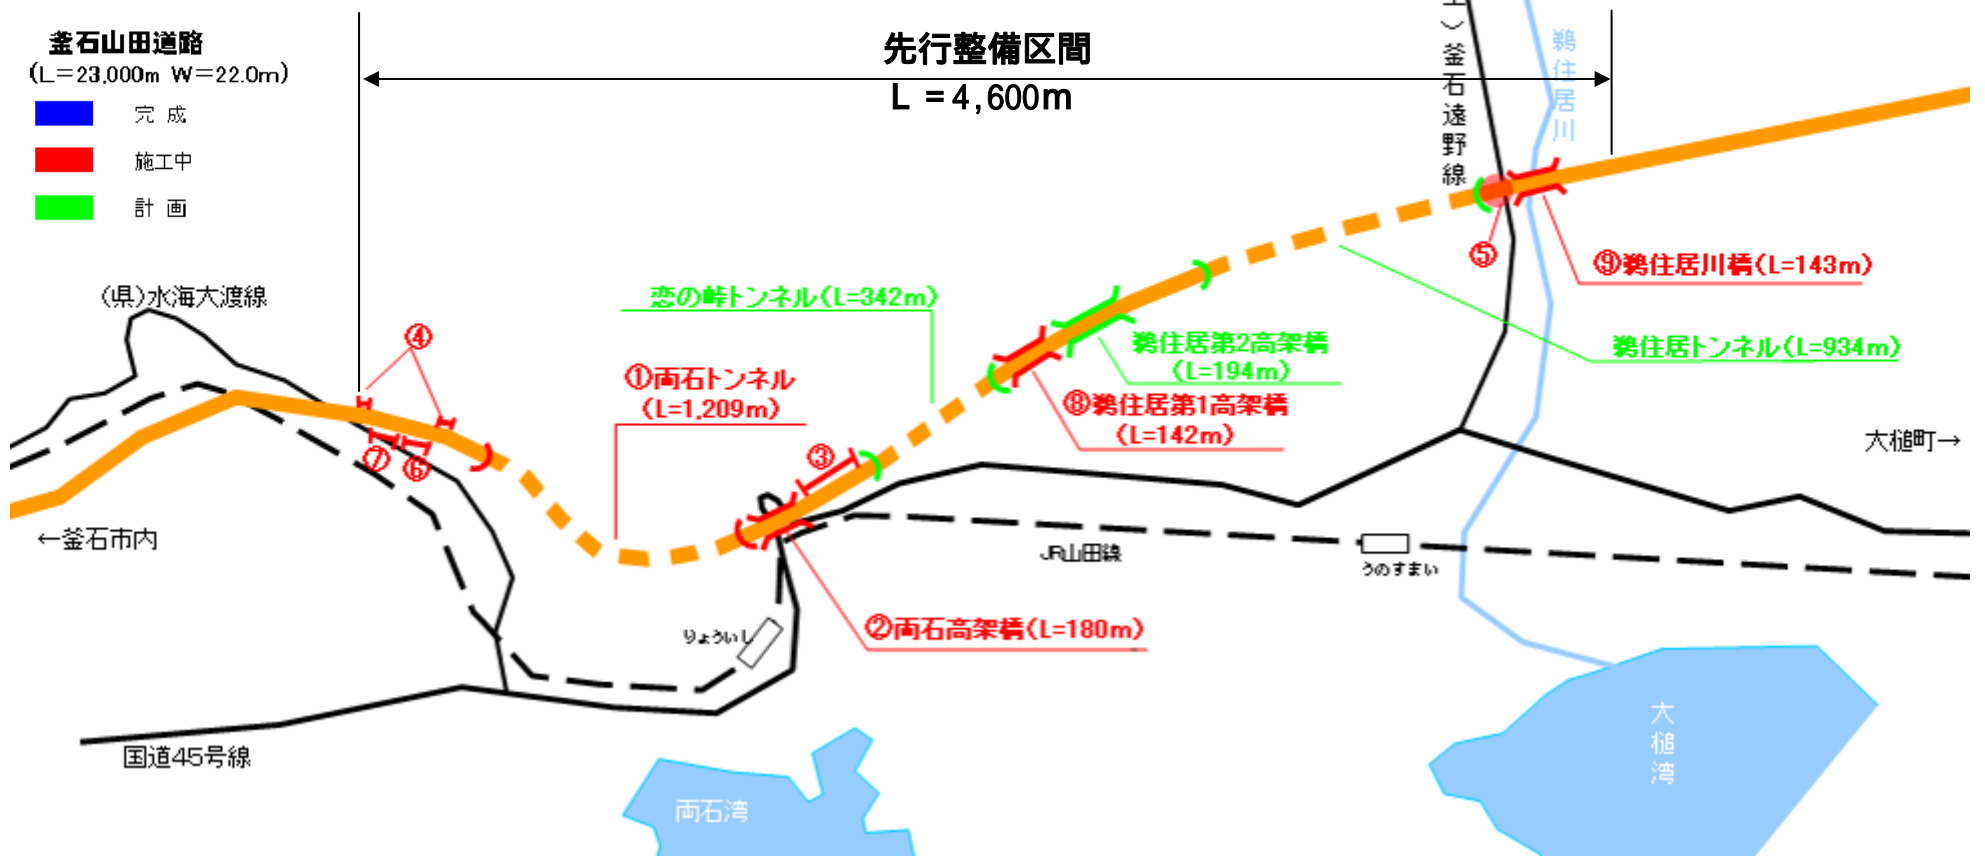 釜石山田道路
(L=23,000m W=22.0m)
完成
施工中
計画
先行整備区間
L=4,600m
)釜石遠野線
鵜住居川
(県)水海大渡線
④
⑦
⑥
①両石トンネル
(L=1,209m)
恋の峠トンネル(L=342m)
③
②両石高架橋(L=180m)
⑧鵜住居第1高架橋
(L=142m)
鵜住居第2高架橋
(L=194m)
⑤
⑨鵜住居川橋(L=143m)
鵜住居トンネル(L=934m)
大槌町→
←釜石市内
JR山田線
うのすまい
りょういし
国道45号線
両石湾
大槌湾